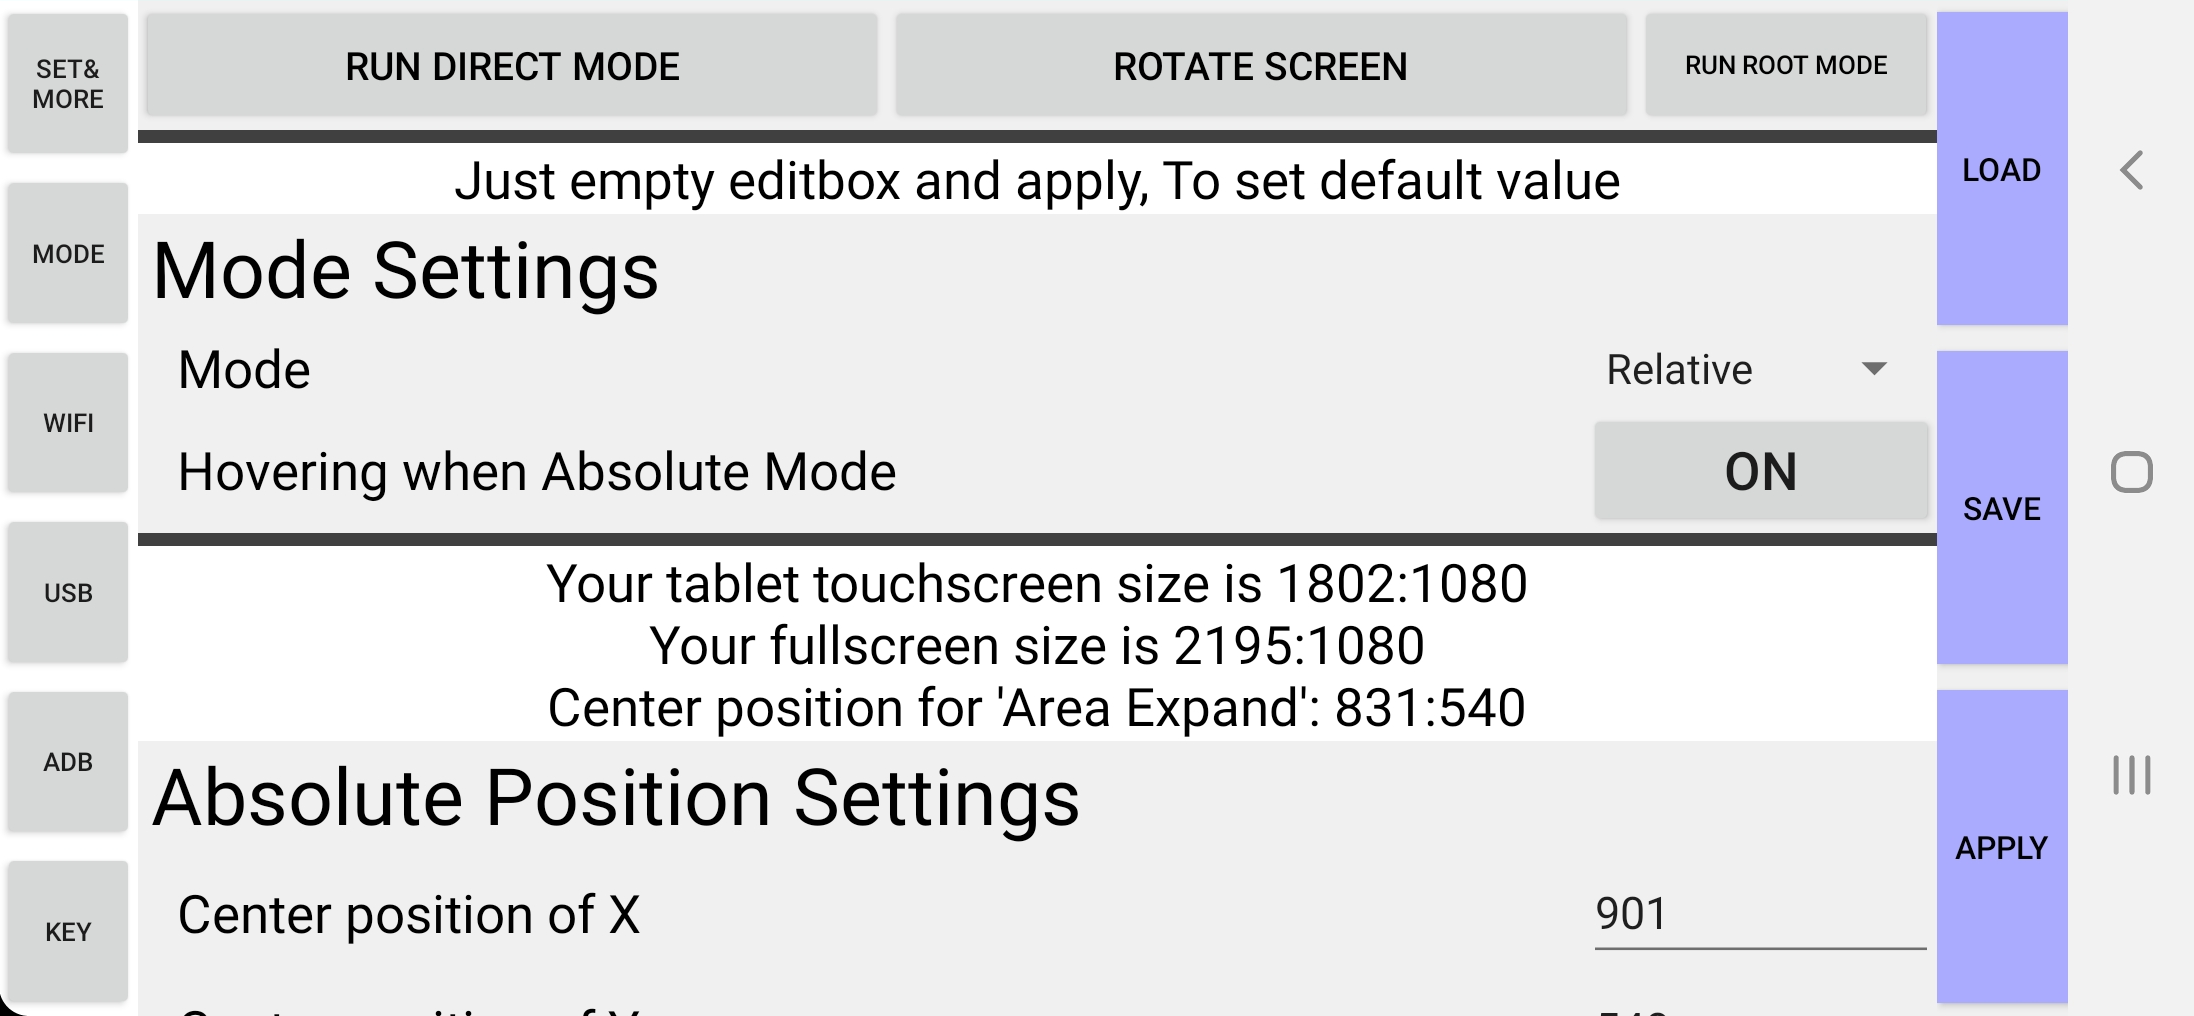 SET&
MORE
MODE
WIFI
USB
ADB
KEY
RUN DIRECT MODE
ROTATE SCREEN
RUN ROOT MODE
Just empty editbox and apply, To set default value
Mode Settings
Mode
Relative
Hovering when Absolute Mode
ON
Your tablet touchscreen size is 1802:1080
Your fullscreen size is 2195:1080
Center position for 'Area Expand': 831:540
Absolute Position Settings
Center position of X
901
LOAD
SAVE
APPLY